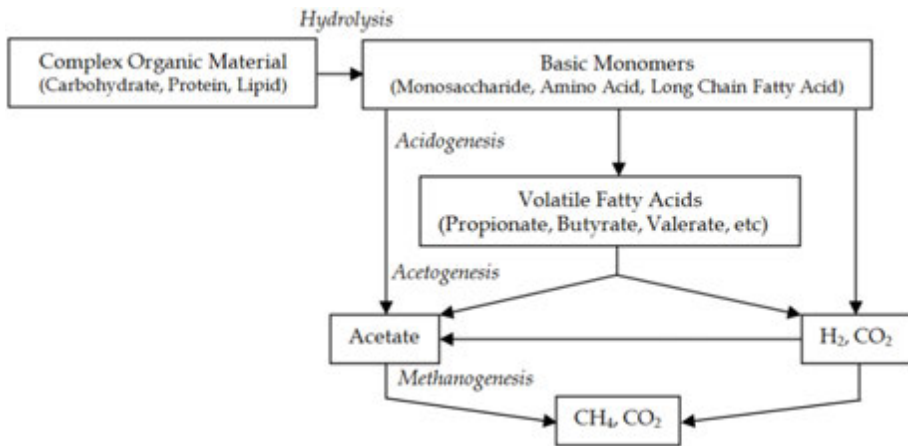 Hydrolysis
Complex Organic Material
(Carbohydrate, Protein, Lipid)
Basic Monomers
(Monosaccharide, Amino Acid, Long Chain Fatty Acid)
Acidogenesis
Volatile Fatty Acids
(Propionate, Butyrate, Valerate, etc)
Acetogenesis
Acetate
H₂, CO₂
Methanogenesis
CH₄, CO₂